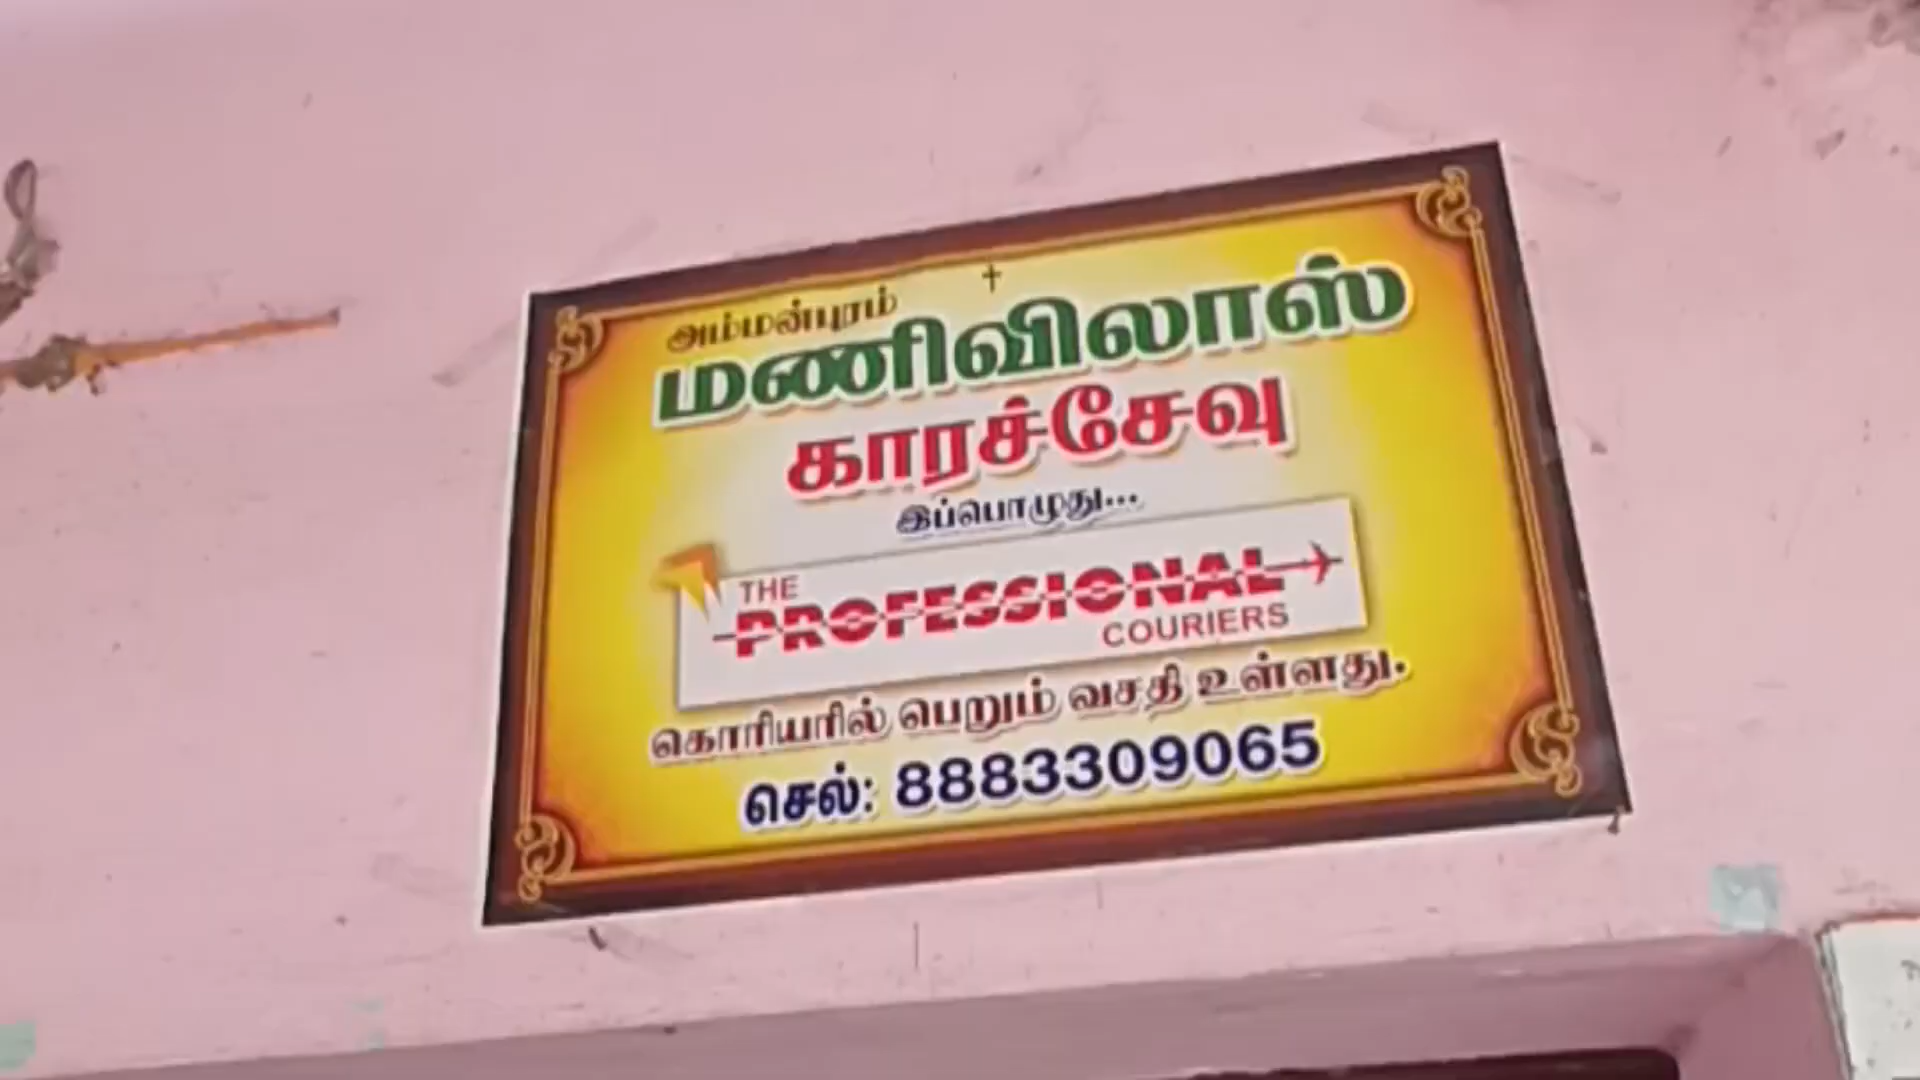 அம்மன்புரம்
மணிவிலாஸ்
காரச்சேவு
இப்பொழுது...
THE
PROFESSIONAL
COURIERS
கொரியரில் பெறும் வசதி உள்ளது.
செல்: 8883309065